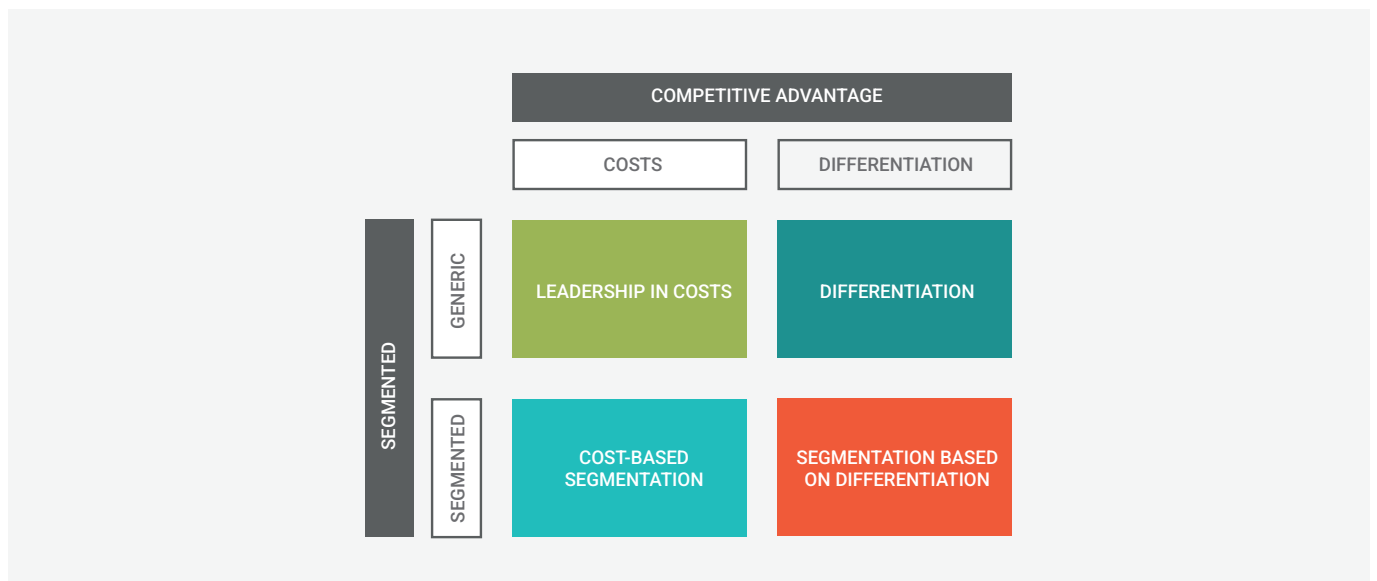 COMPETITIVE ADVANTAGE
COSTS
DIFFERENTIATION
SEGMENTED
GENERIC
LEADERSHIP IN COSTS
DIFFERENTIATION
SEGMENTED
COST-BASED
SEGMENTATION
SEGMENTATION BASED
ON DIFFERENTIATION